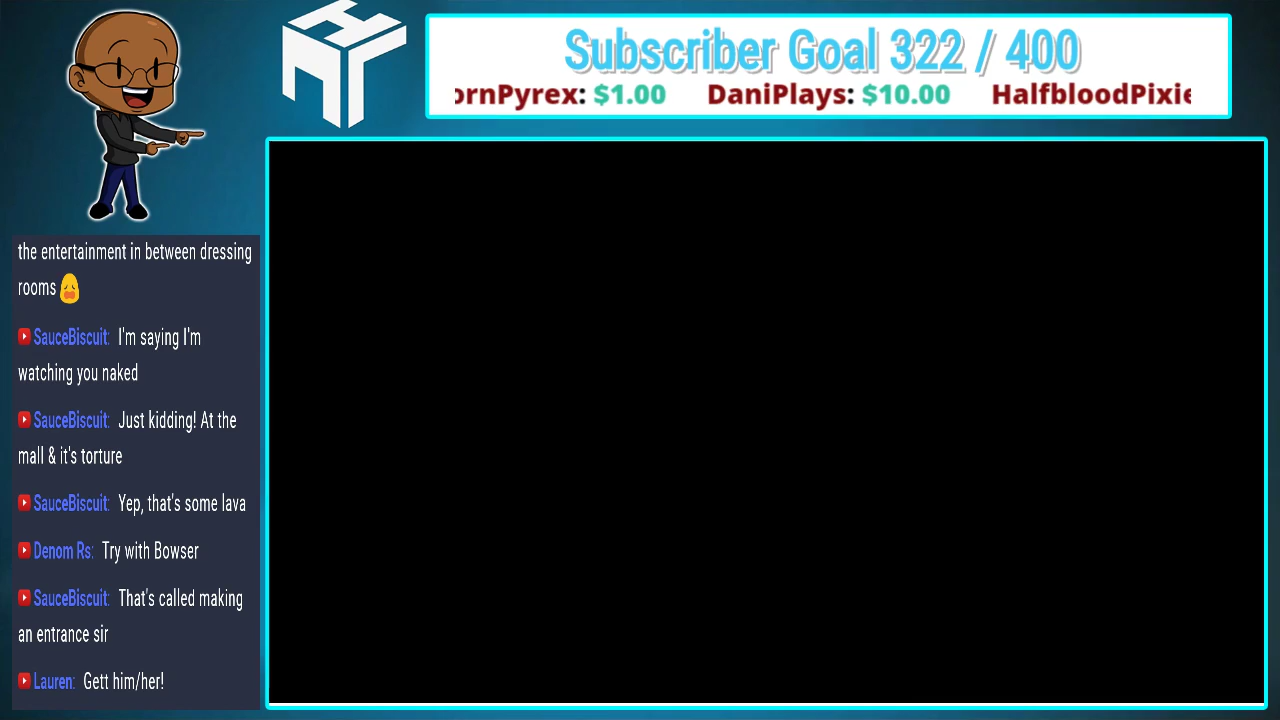 Subscriber Goal 322 / 400
ornPyrex: $1.00 DaniPlays: $10.00 HalfbloodPixie
the entertainment in between dressing
rooms
SauceBiscuit: I'm saying I'm
watching you naked
SauceBiscuit: Just kidding! At the
mall & it's torture
SauceBiscuit: Yep, that's some lava
Denom Rs: Try with Bowser
SauceBiscuit: That's called making
an entrance sir
Lauren: Gett him/her!